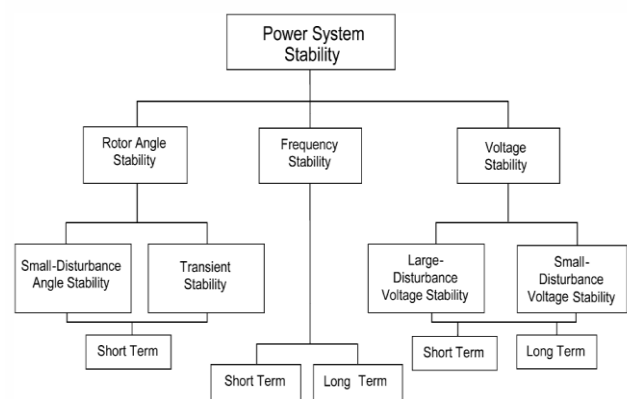 Power System
Stability
Rotor Angle
Stability
Frequency
Stability
Voltage
Stability
Small-Disturbance
Angle Stability
Transient
Stability
Large-
Disturbance
Voltage Stability
Small-
Disturbance
Voltage Stability
Short Term
Short Term
Long Term
Short Term
Long Term